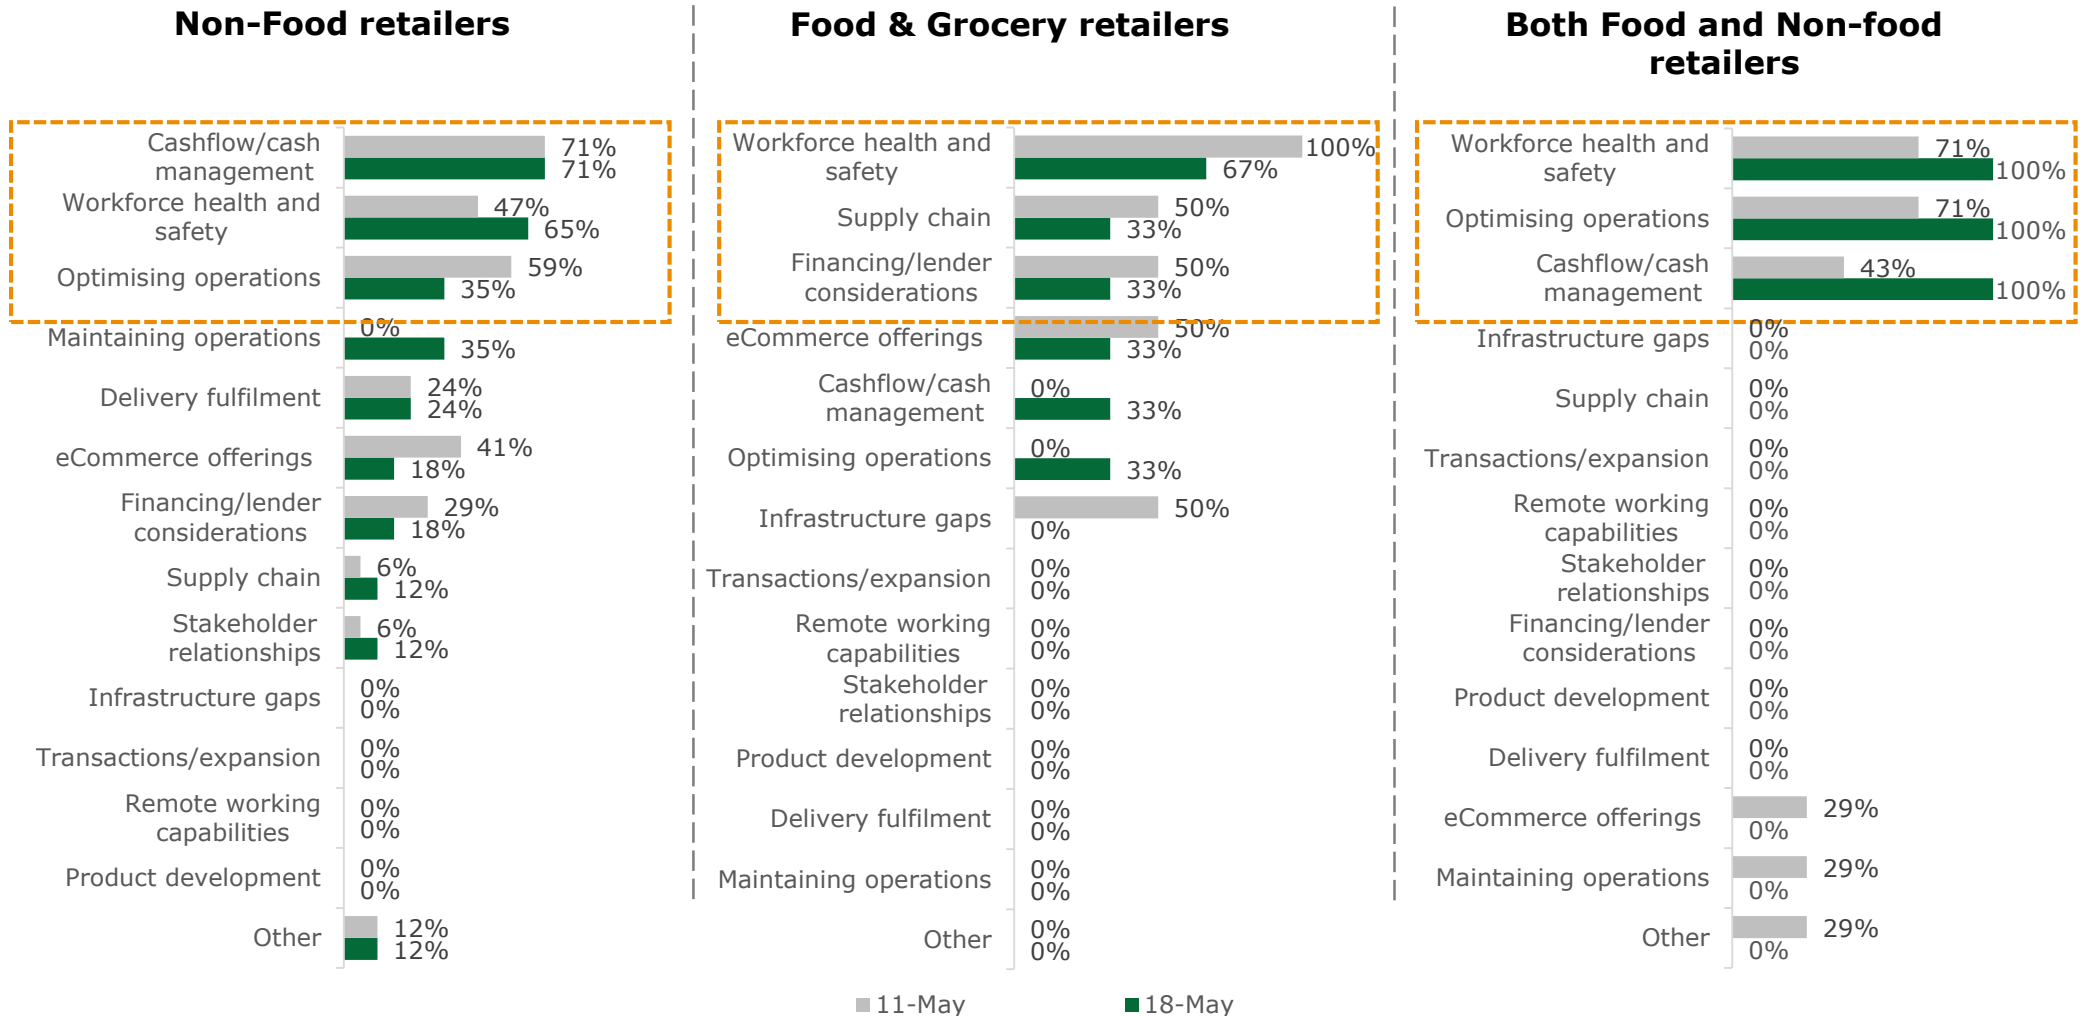 Non-Food retailers
Cashflow/cash
management
71%
71%
Workforce health and
safety
47%
65%
Optimising operations
59%
35%
Maintaining operations
0%
35%
Delivery fulfilment
24%
24%
eCommerce offerings
41%
18%
Financing/lender
considerations
29%
18%
Supply chain
6%
12%
Stakeholder
relationships
6%
12%
Infrastructure gaps
0%
0%
Transactions/expansion
0%
0%
Remote working
capabilities
0%
0%
Product development
0%
0%
Other
12%
12%
Food & Grocery retailers
Workforce health and
safety
100%
67%
Supply chain
50%
33%
Financing/lender
considerations
50%
33%
eCommerce offerings
50%
33%
Cashflow/cash
management
0%
33%
Optimising operations
0%
33%
Infrastructure gaps
50%
0%
Transactions/expansion
0%
0%
Remote working
capabilities
0%
0%
Stakeholder
relationships
0%
0%
Product development
0%
0%
Delivery fulfilment
0%
0%
Maintaining operations
0%
0%
Other
0%
0%
Both Food and Non-food
retailers
Workforce health and
safety
71%
100%
Optimising operations
71%
100%
Cashflow/cash
management
43%
100%
Infrastructure gaps
0%
0%
Supply chain
0%
0%
Transactions/expansion
0%
0%
Remote working
capabilities
0%
0%
Stakeholder
relationships
0%
0%
Financing/lender
considerations
0%
0%
Product development
0%
0%
Delivery fulfilment
0%
0%
eCommerce offerings
29%
0%
Maintaining operations
29%
0%
Other
29%
0%
11-May
18-May